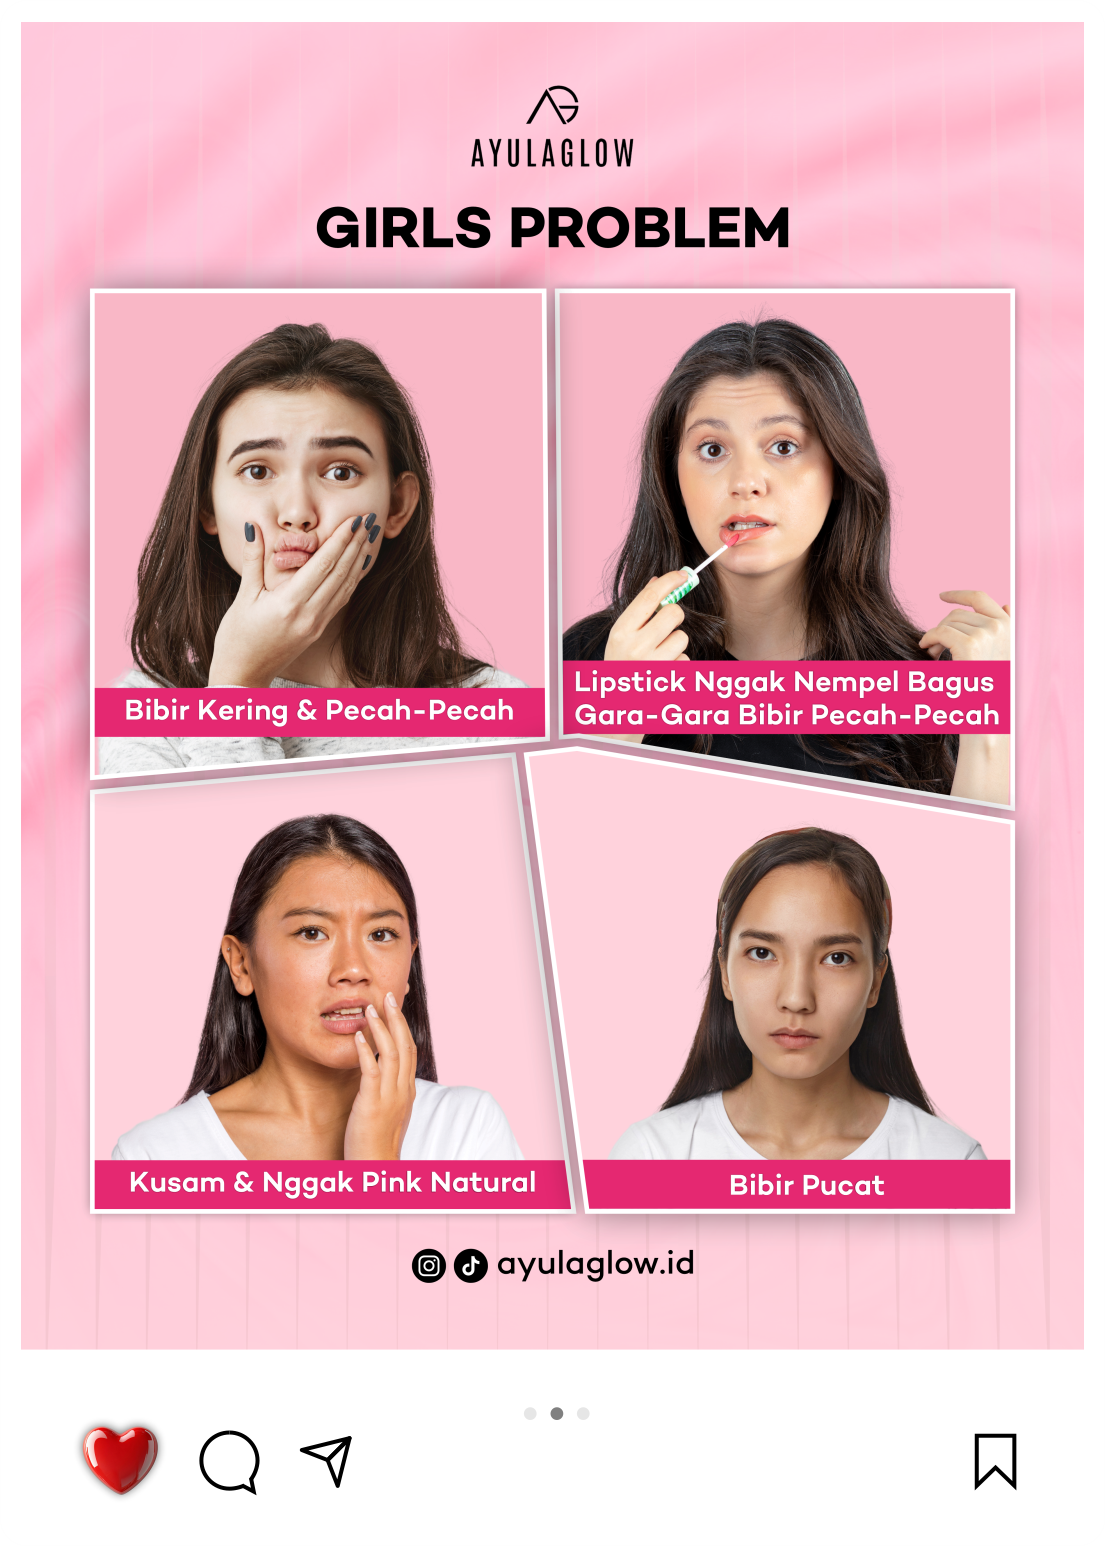 AYULAGLOW
GIRLS PROBLEM
Bibir Kering & Pecah-Pecah
Lipstick Nggak Nempel Bagus
Gara-Gara Bibir Pecah-Pecah
Kusam & Nggak Pink Natural
Bibir Pucat
ayulaglow.id